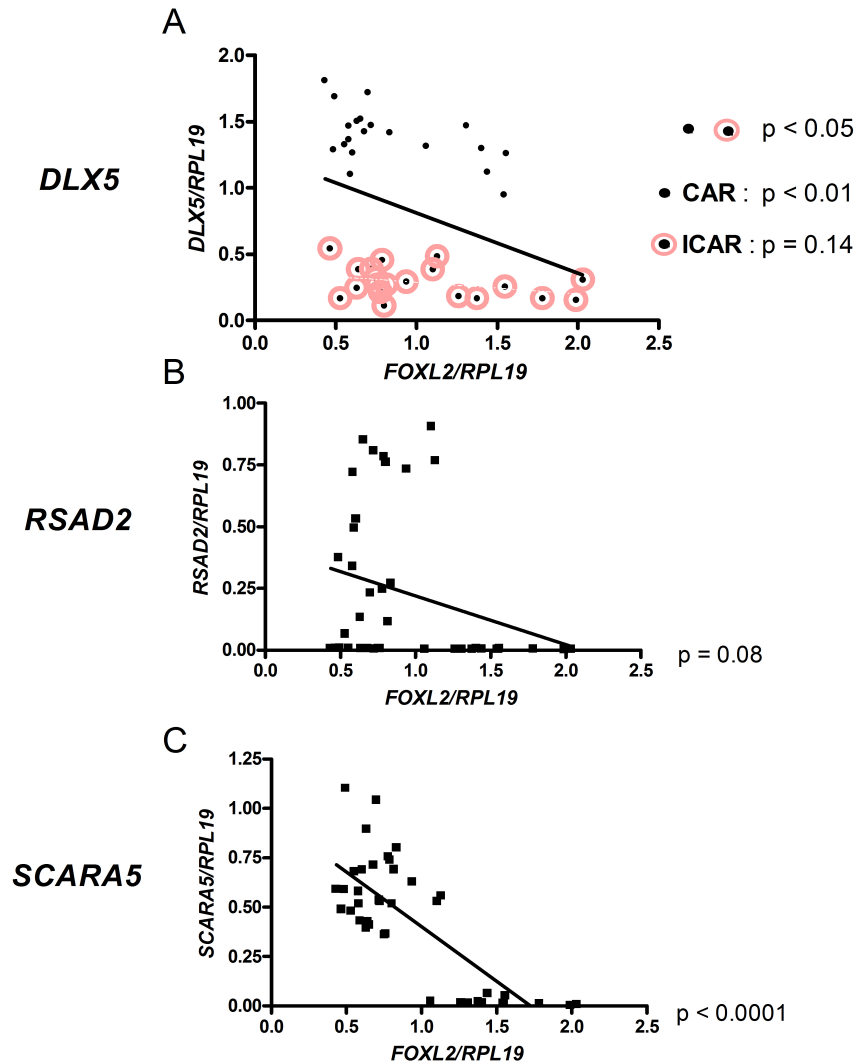 A
2.0
1.5
1.0
0.5
0.0
DLX5/RPL19
DLX5
0.0 0.5 1.0 1.5 2.0 2.5
FOXL2/RPL19
p < 0.05
CAR : p < 0.01
ICAR : p = 0.14
B
1.00
0.75
0.50
0.25
0.00
RSAD2/RPL19
RSAD2
0.0 0.5 1.0 1.5 2.0 2.5
FOXL2/RPL19
p = 0.08
C
1.25
1.00
0.75
0.50
0.25
0.00
SCARA5/RPL19
SCARA5
0.0 0.5 1.0 1.5 2.0 2.5
FOXL2/RPL19
p < 0.0001